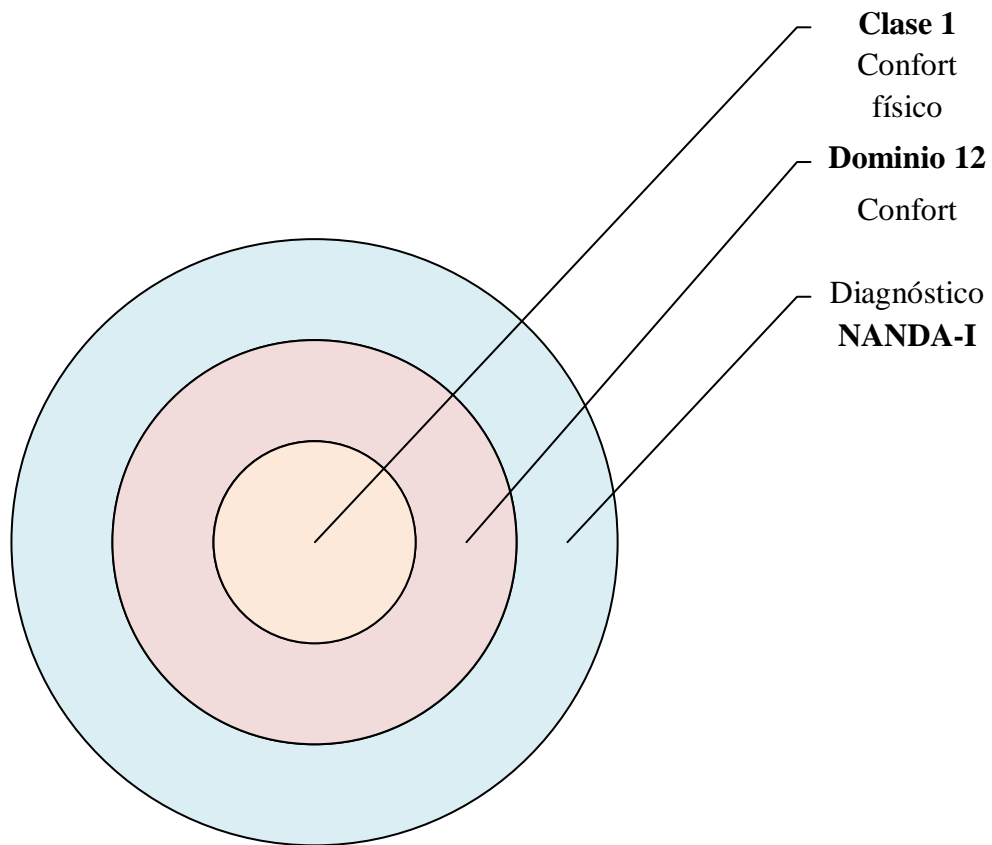 Clase 1
Confort
físico
Dominio 12
Confort
Diagnóstico
NANDA-I